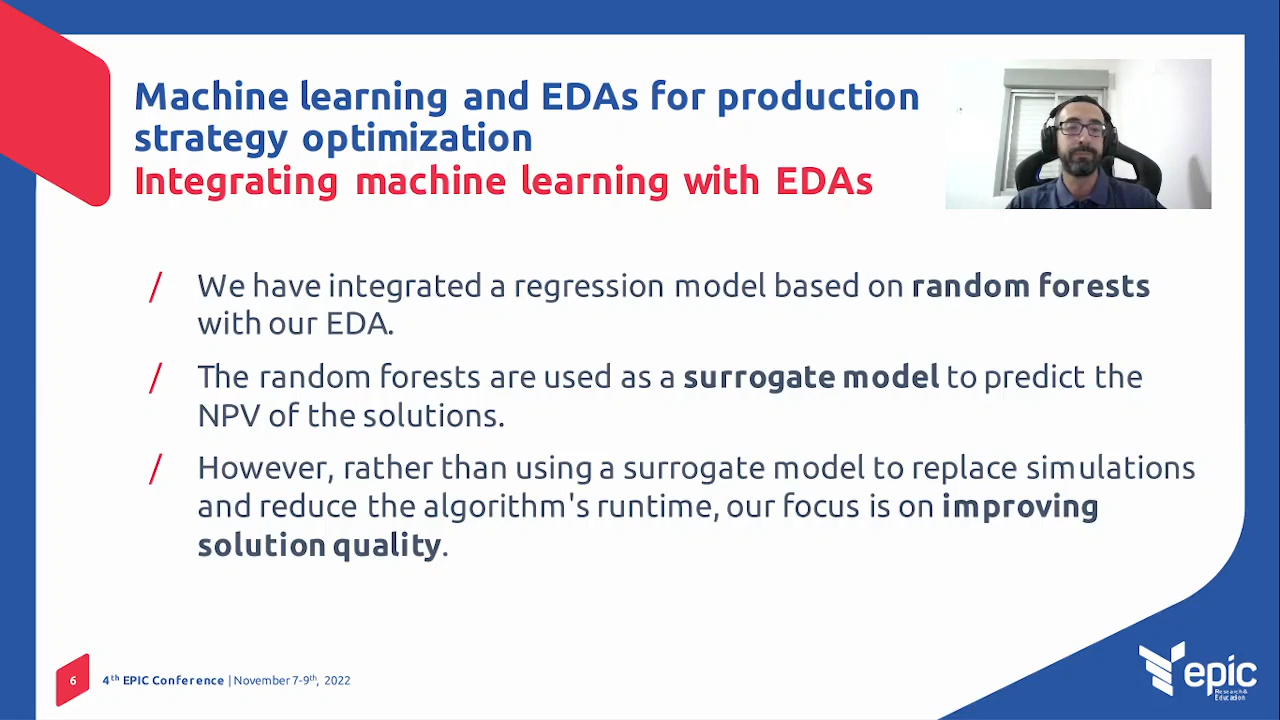 Machine learning and EDAs for production
strategy optimization
Integrating machine learning with EDAs
/ We have integrated a regression model based on random forests
with our EDA.
/ The random forests are used as a surrogate model to predict the
NPV of the solutions.
/ However, rather than using a surrogate model to replace simulations
and reduce the algorithm's runtime, our focus is on improving
solution quality.
6
4th EPIC Conference | November 7-9th, 2022
epic
Research &
Education